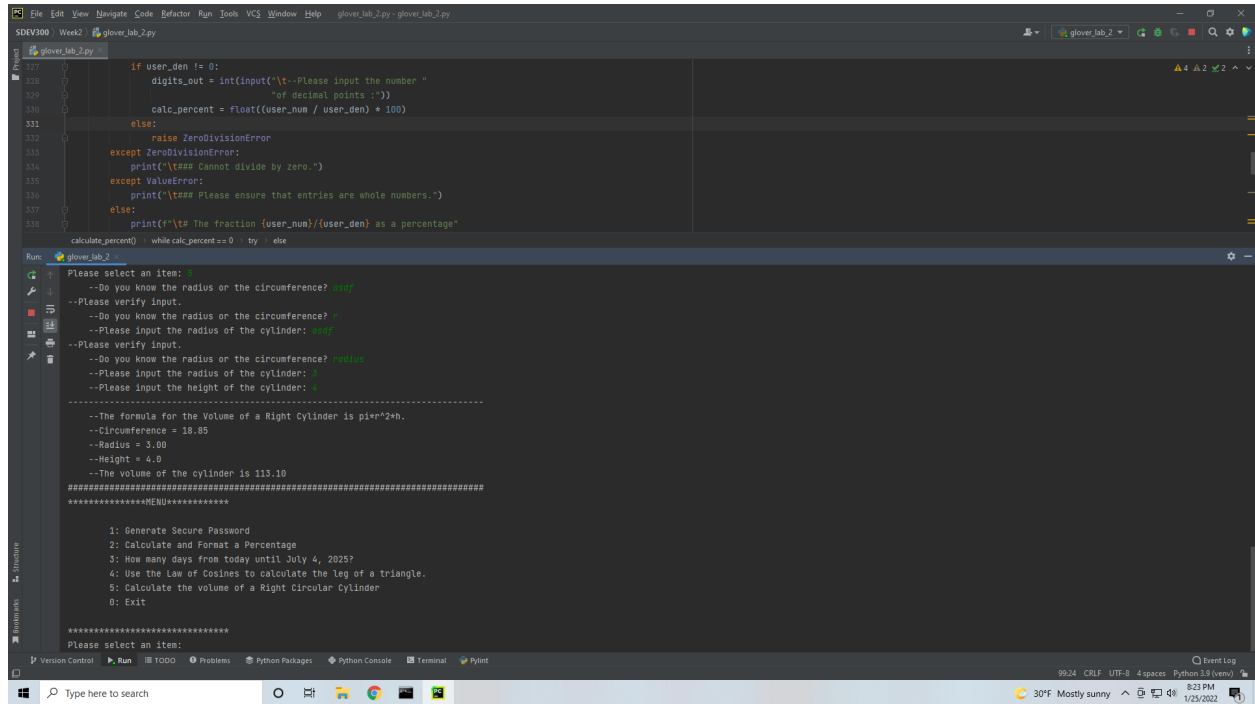 File Edit View Navigate Code Refactor Run Tools VCS Window Help glover_lab_2.py - glover_lab_2.py
SDEV300 Week2 glover_lab_2.py
glover_lab_2
glover_lab_2.py
Project
327 if user_den != 0:
4 2 2
328 digits_out = int(input("\t--Please input the number "
329 "of decimal points :"))
330 calc_percent = float((user_num / user_den) * 100)
331 else:
332 raise ZeroDivisionError
333 except ZeroDivisionError:
334 print("\t### Cannot divide by zero.")
335 except ValueError:
336 print("\t### Please ensure that entries are whole numbers.")
337 else:
338 print(f"\t# The fraction {user_num}/{user_den} as a percentage"
calculate_percent() while calc_percent == 0 try else
Run: glover_lab_2
Please select an item: 5
--Do you know the radius or the circumference? asdf
--Please verify input.
--Do you know the radius or the circumference? r
--Please input the radius of the cylinder: asdf
--Please verify input.
--Do you know the radius or the circumference? radius
--Please input the radius of the cylinder: 3
--Please input the height of the cylinder: 4
--------------------------------------------------------------------------------
--The formula for the Volume of a Right Cylinder is pi*r^2*h.
--Circumference = 18.85
--Radius = 3.00
--Height = 4.0
--The volume of the cylinder is 113.10
################################################################################
***************MENU************
1: Generate Secure Password
2: Calculate and Format a Percentage
3: How many days from today until July 4, 2025?
4: Use the Law of Cosines to calculate the leg of a triangle.
5: Calculate the volume of a Right Circular Cylinder
0: Exit
*******************************
Please select an item:
Structure
Bookmarks
Version Control Run TODO Problems Python Packages Python Console Terminal Pylint Event Log
99:24 CRLF UTF-8 4 spaces Python 3.9 (venv)
Type here to search
30°F Mostly sunny
8:23 PM
1/25/2022
1